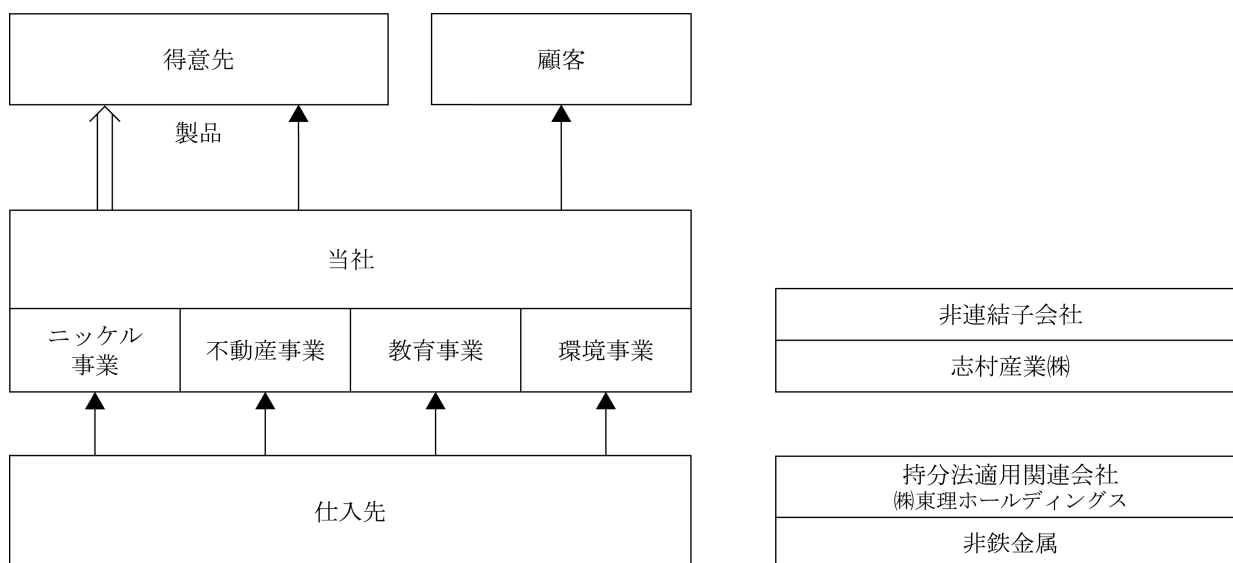 得意先
顧客
製品
当社
ニッケル
事業
不動産事業
教育事業
環境事業
仕入先
非連結子会社
志村産業㈱
持分法適用関連会社
㈱東理ホールディングス
非鉄金属